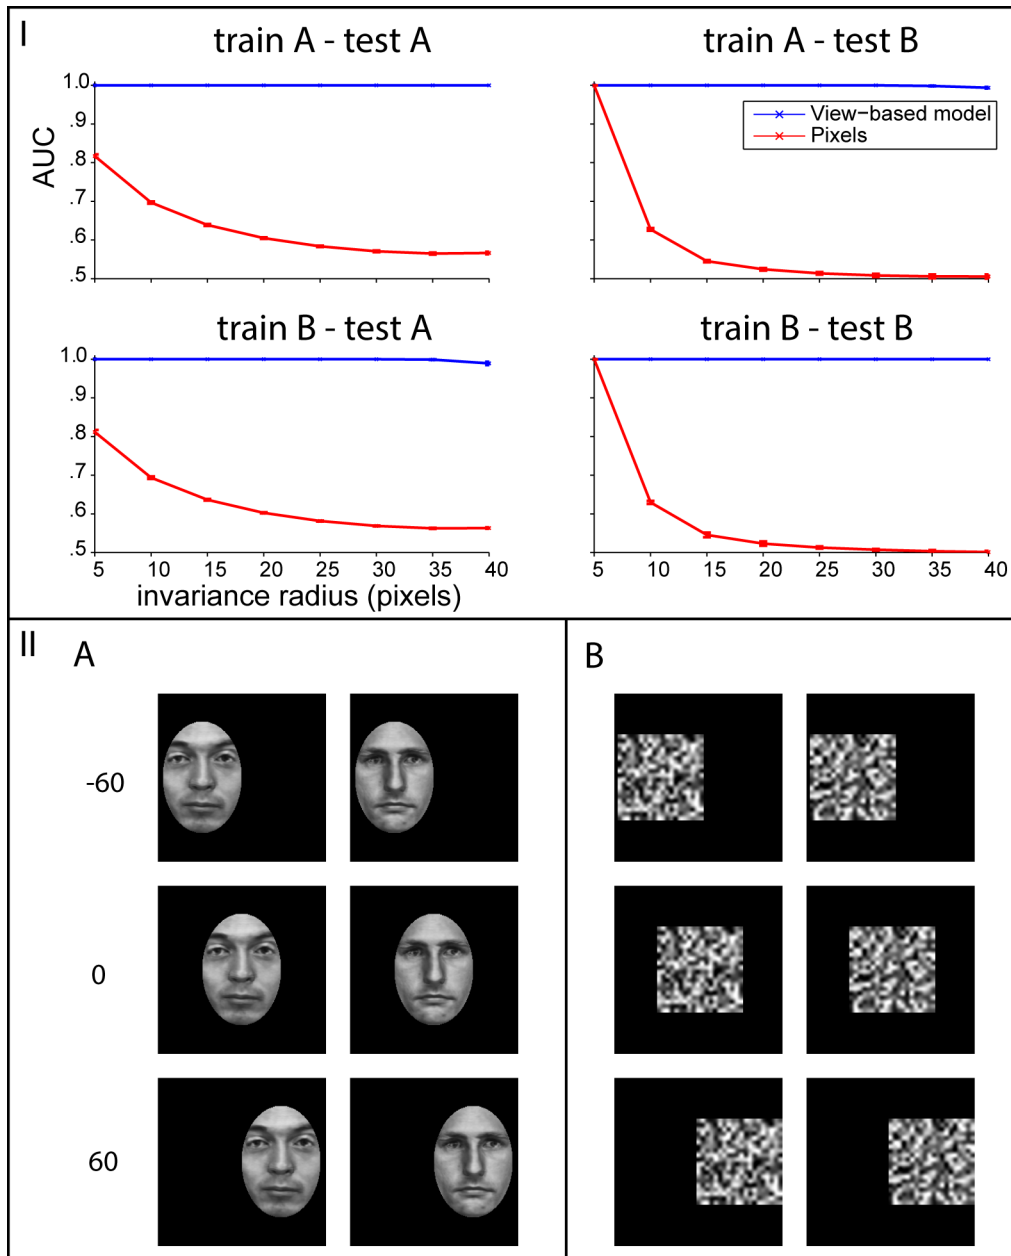 I
train A - test A
train A - test B
1.0
.9
.8
.7
.6
.5
AUC
View-based model
Pixels
train B - test A
train B - test B
1.0
.9
.8
.7
.6
.5
5 10 15 20 25 30 35 40
5 10 15 20 25 30 35 40
invariance radius (pixels)
II
A
B
-60
0
60